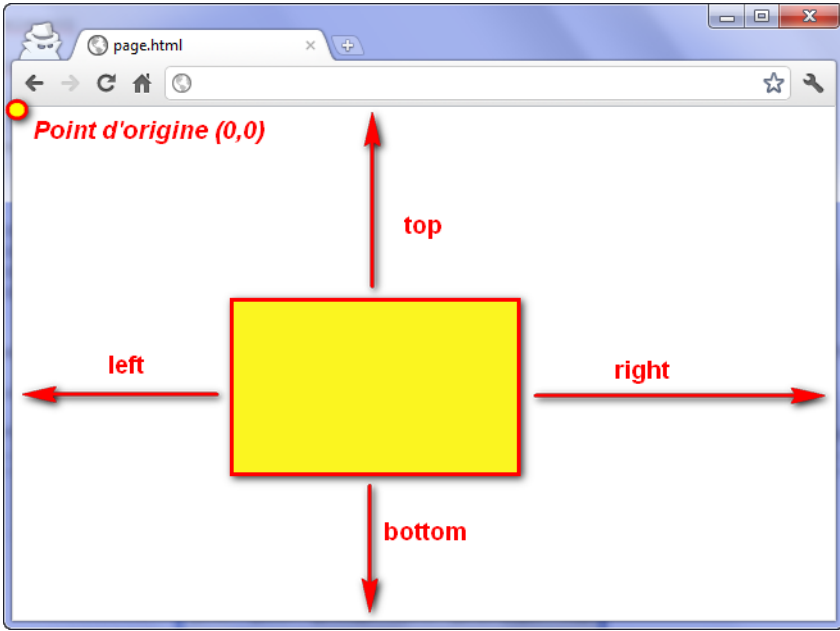 page.html
Point d'origine (0,0)
top
left
right
bottom